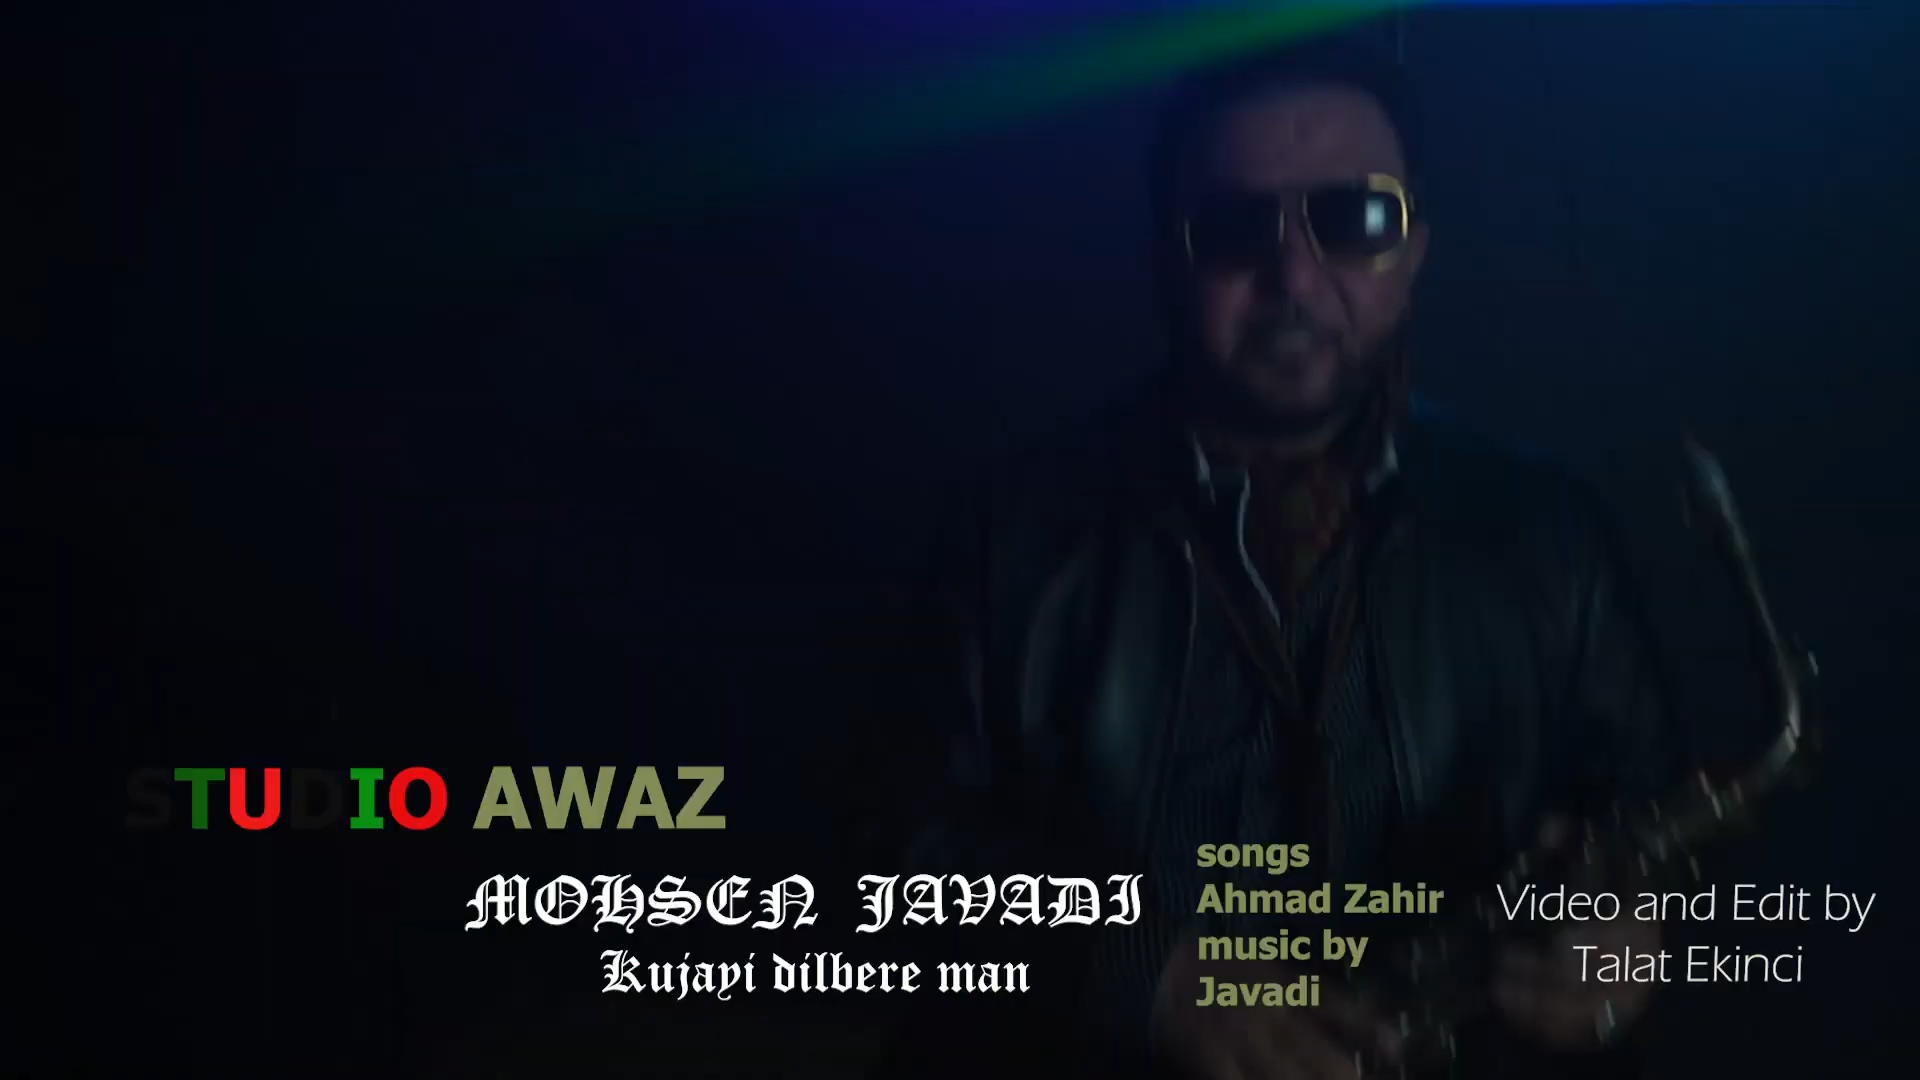 STUDIO AWAZ
MOHSEN JAVADI
Kujayi dilbere man
songs
Ahmad Zahir
music by
Javadi
Video and Edit by
Talat Ekinci